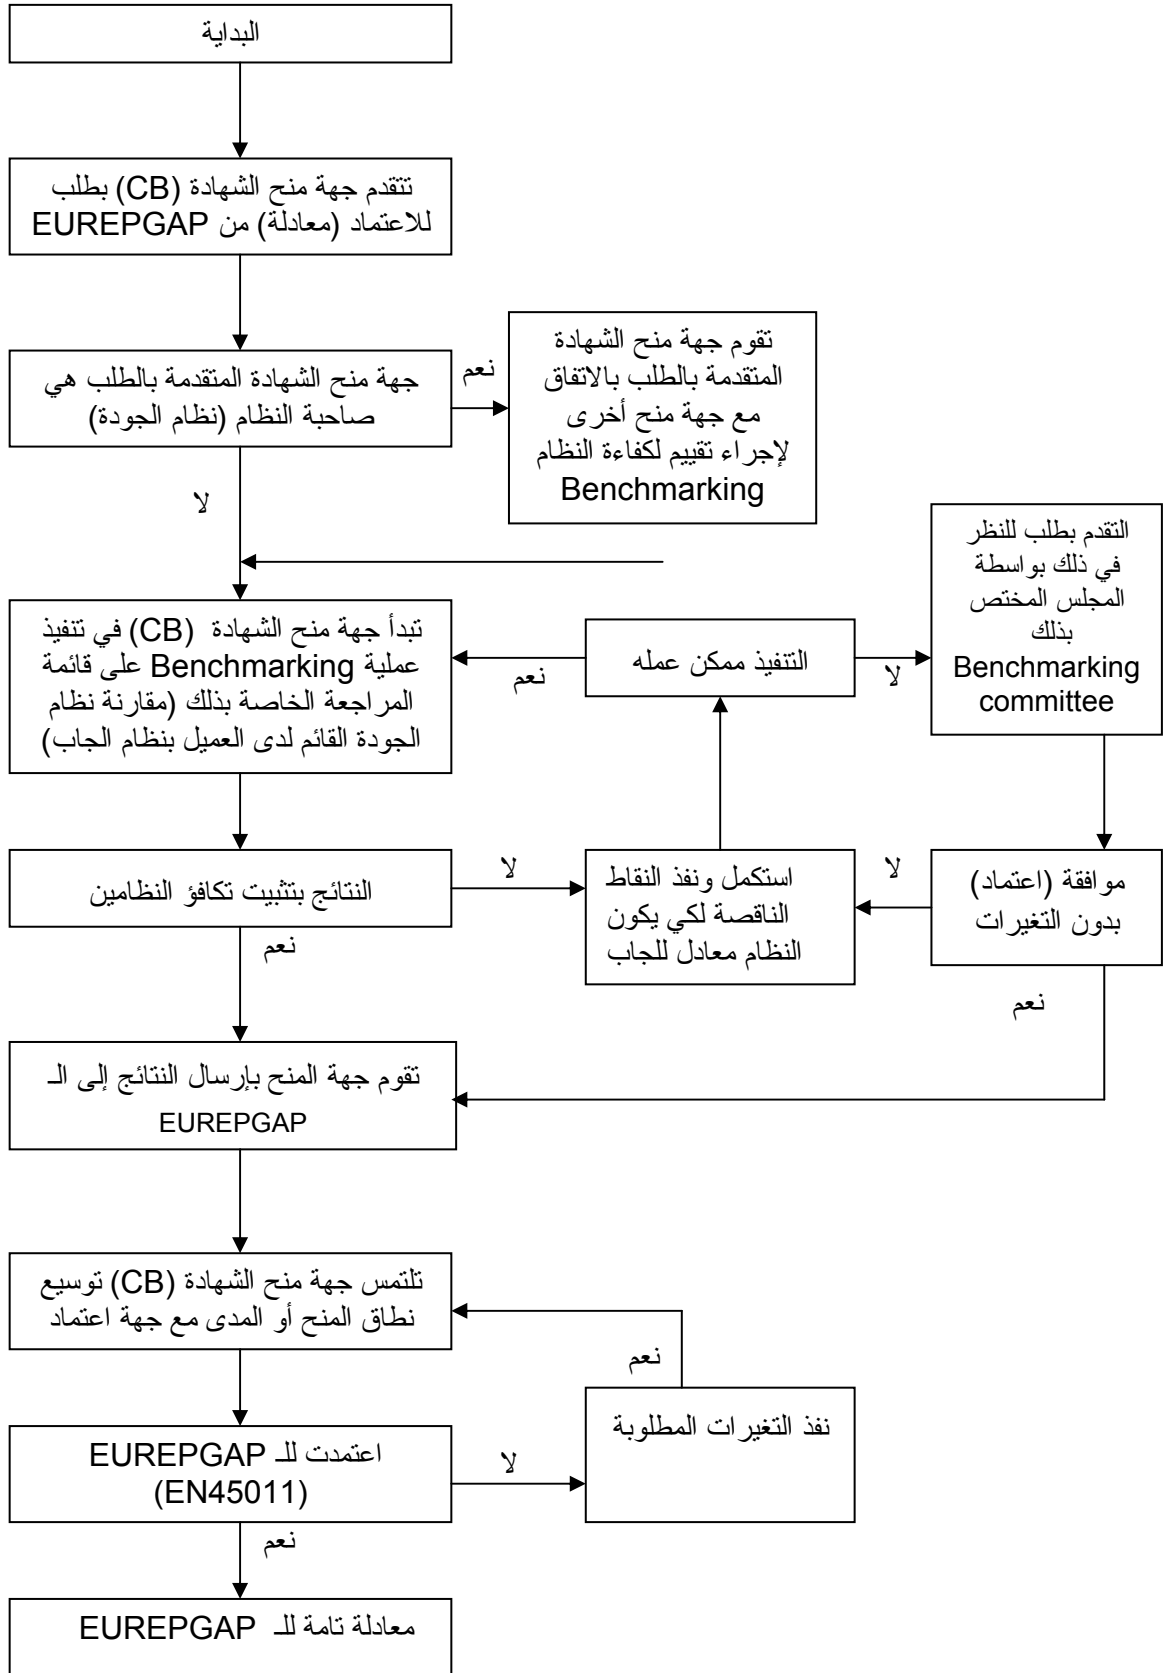 البداية
تتقدم جهة منح الشهادة (CB) بطلب
للاعتماد (معادلة) من EUREPGAP
جهة منح الشهادة المتقدمة بالطلب هي
صاحبة النظام (نظام الجودة)
نعم
تقوم جهة منح الشهادة
المتقدمة بالطلب بالاتفاق
مع جهة منح أخرى
لإجراء تقييم لكفاءة النظام
Benchmarking
لا
التقدم بطلب للنظر
في ذلك بواسطة
المجلس المختص
بذلك
Benchmarking
committee
تبدأ جهة منح الشهادة (CB) في تنفيذ
عملية Benchmarking على قائمة
المراجعة الخاصة بذلك (مقارنة نظام
الجودة القائم لدى العميل بنظام الجاب)
نعم
التنفيذ ممكن عمله
لا
النتائج بتثبيت تكافؤ النظامين
لا
استكمل ونفذ النقاط
الناقصة لكي يكون
النظام معادل للجاب
لا
موافقة (اعتماد)
بدون التغيرات
نعم
نعم
تقوم جهة المنح بإرسال النتائج إلى الـ
EUREPGAP
تلتمس جهة منح الشهادة (CB) توسيع
نطاق المنح أو المدى مع جهة اعتماد
نعم
نفذ التغيرات المطلوبة
اعتمدت للـ EUREPGAP
(EN45011)
لا
نعم
معادلة تامة للـ EUREPGAP